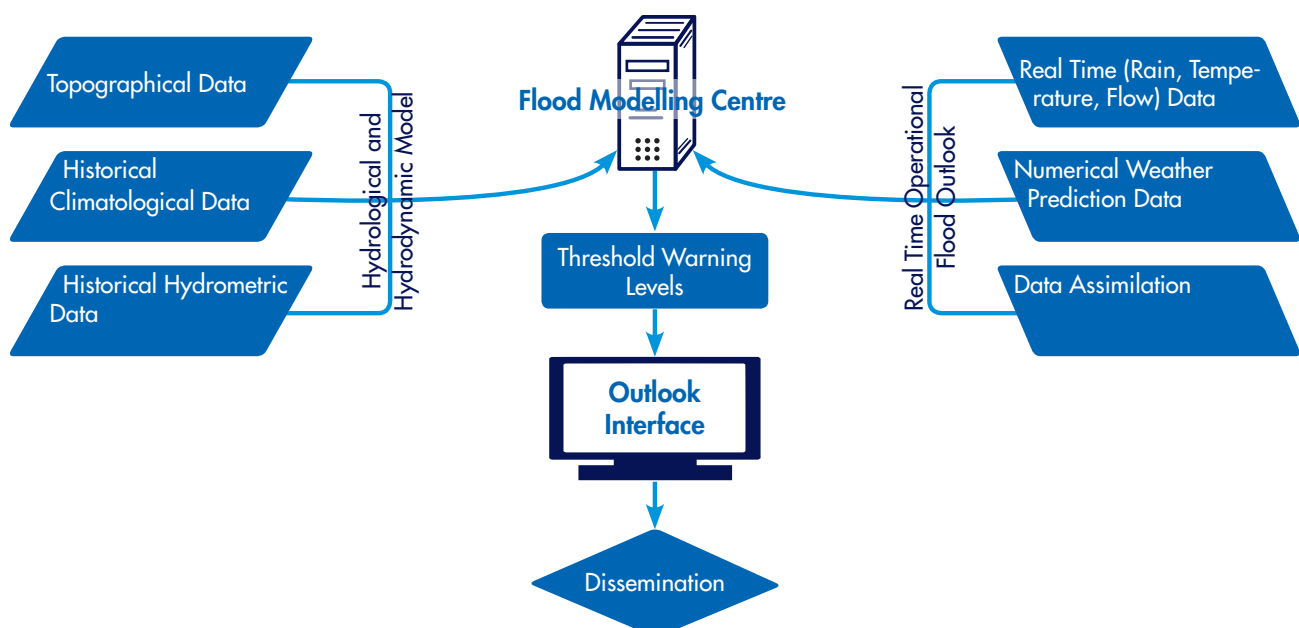 Topographical Data
Historical
Climatological Data
Historical Hydrometric
Data
Hydrological and
Hydrodynamic Model
Flood Modelling Centre
Threshold Warning
Levels
Outlook
Interface
Dissemination
Real Time Operational
Flood Outlook
Real Time (Rain, Tempe-
rature, Flow) Data
Numerical Weather
Prediction Data
Data Assimilation